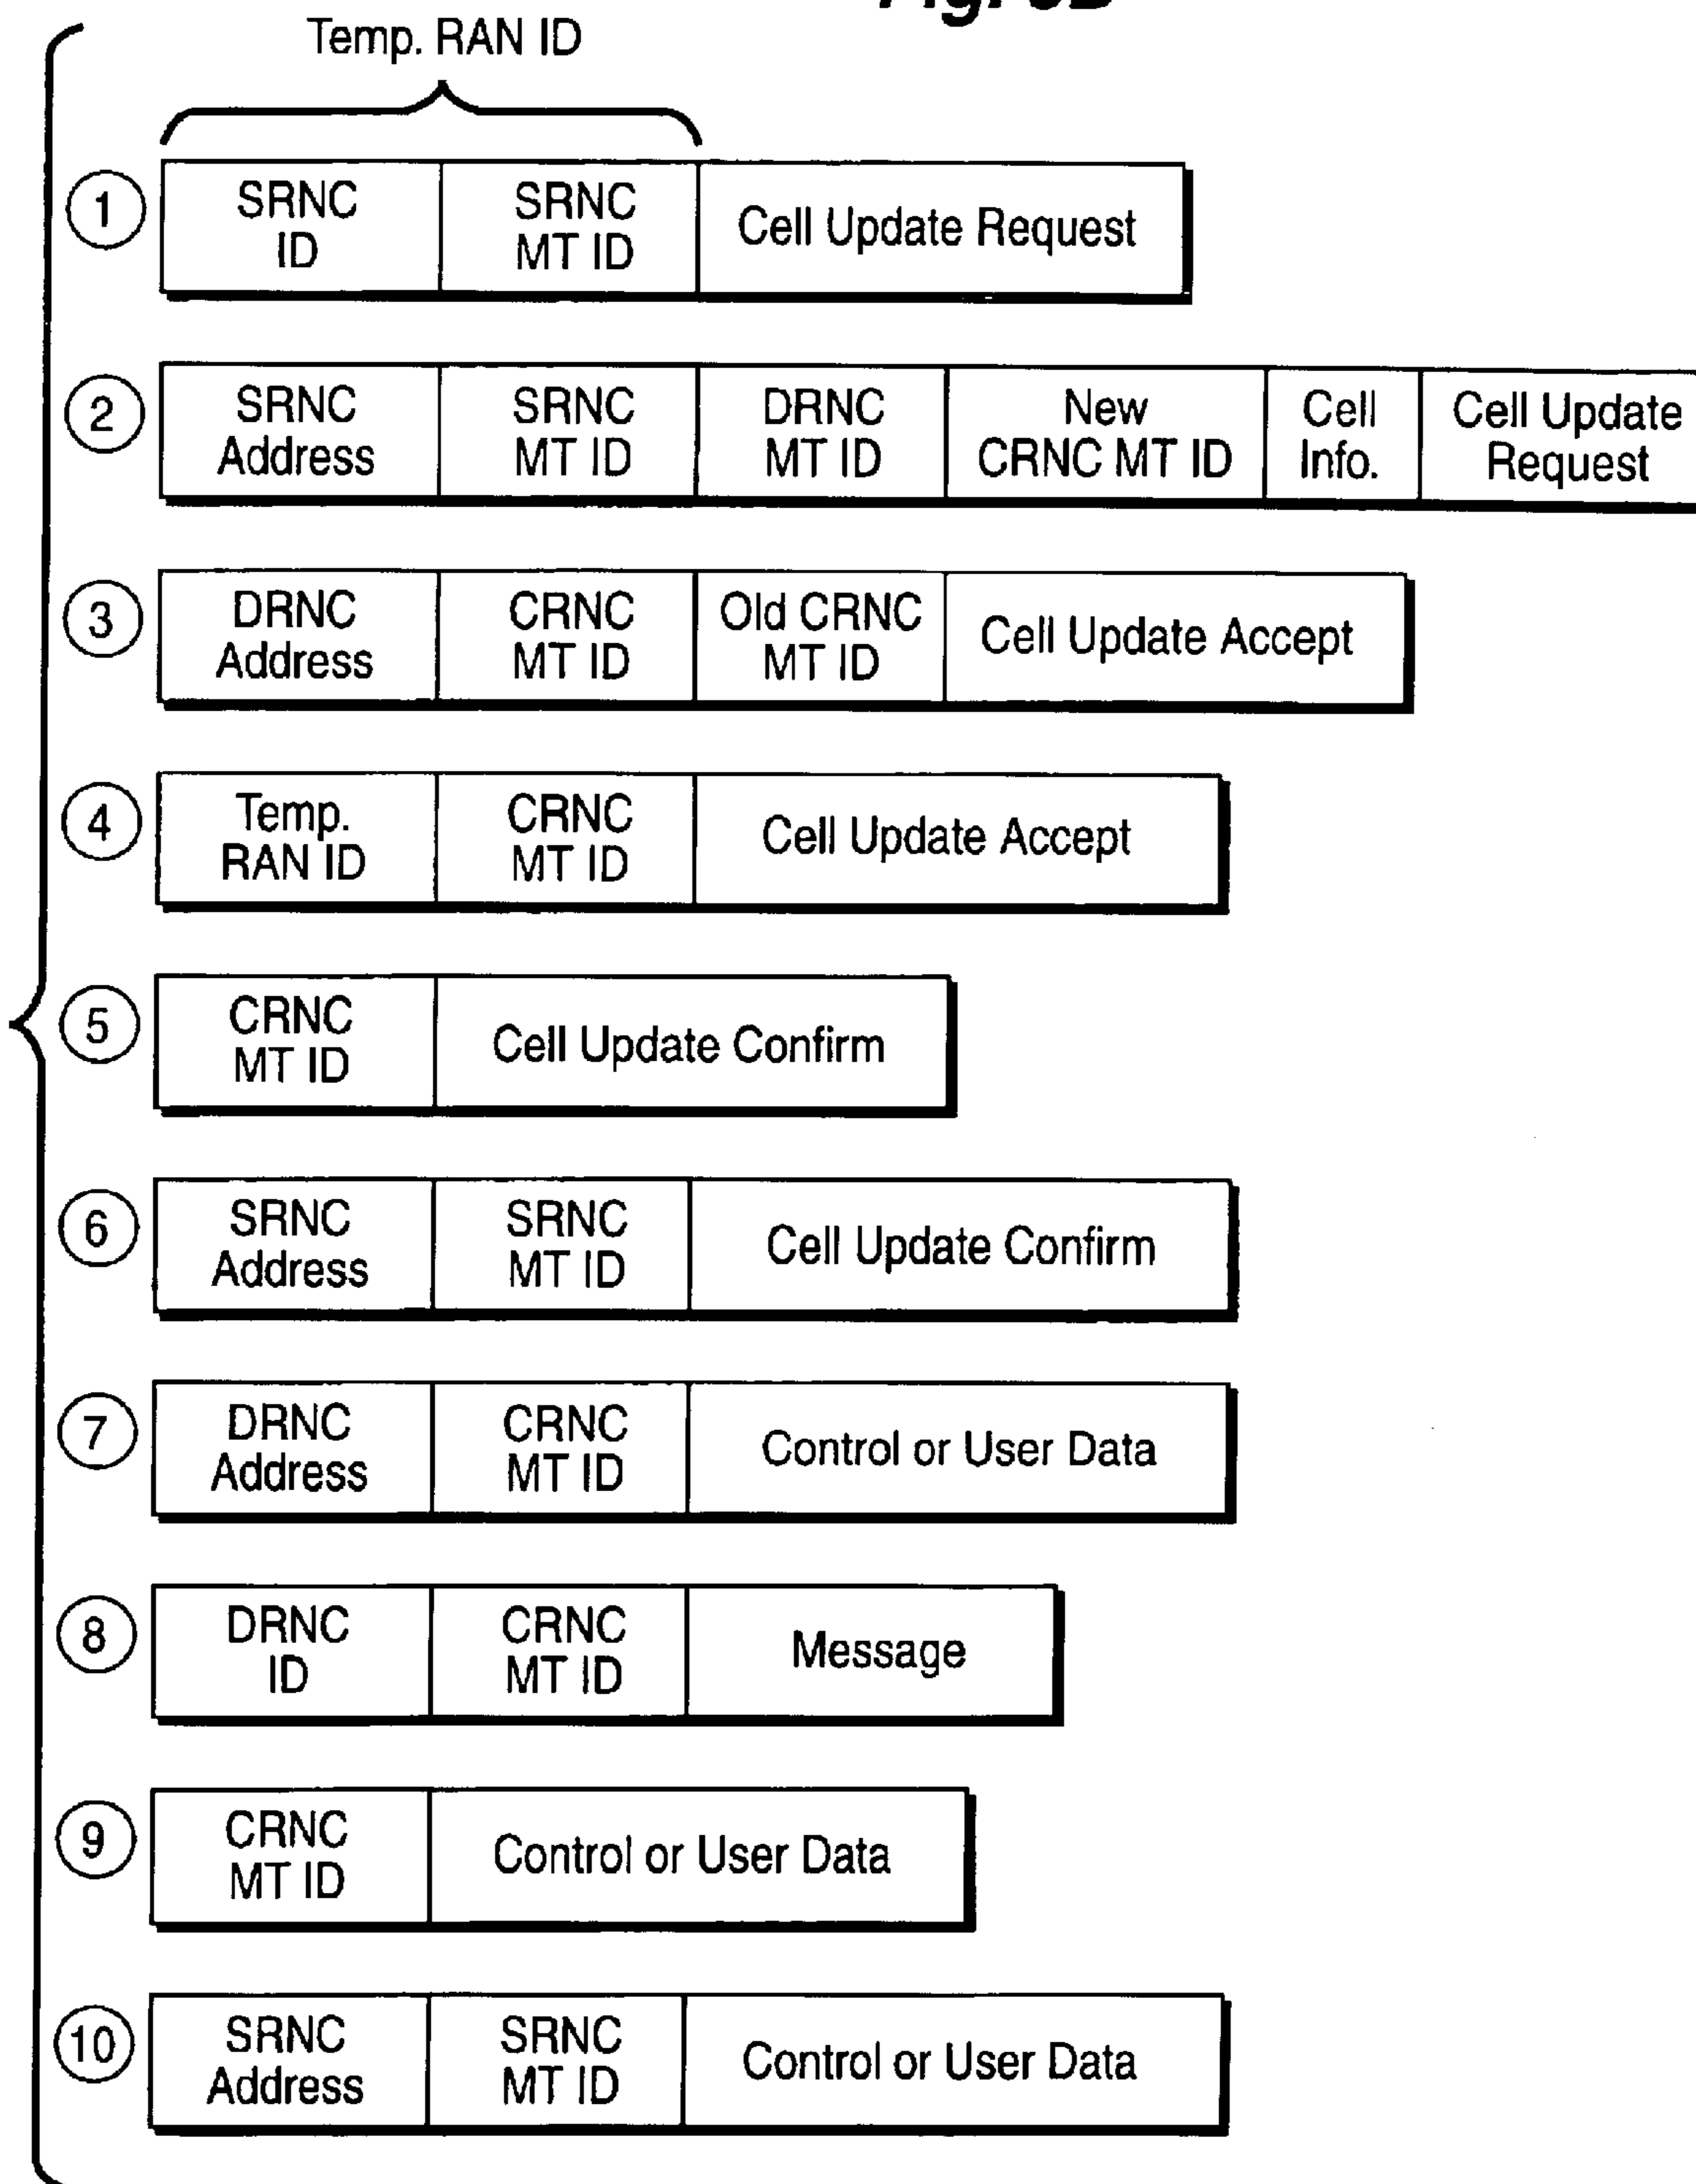 Temp. RAN ID
1
SRNC
ID
SRNC
MT ID
Cell Update Request
2
SRNC
Address
SRNC
MT ID
DRNC
MT ID
New
CRNC MT ID
Cell
Info.
Cell Update
Request
3
DRNC
Address
CRNC
MT ID
Old CRNC
MT ID
Cell Update Accept
4
Temp.
RAN ID
CRNC
MT ID
Cell Update Accept
5
CRNC
MT ID
Cell Update Confirm
6
SRNC
Address
SRNC
MT ID
Cell Update Confirm
7
DRNC
Address
CRNC
MT ID
Control or User Data
8
DRNC
ID
CRNC
MT ID
Message
9
CRNC
MT ID
Control or User Data
10
SRNC
Address
SRNC
MT ID
Control or User Data